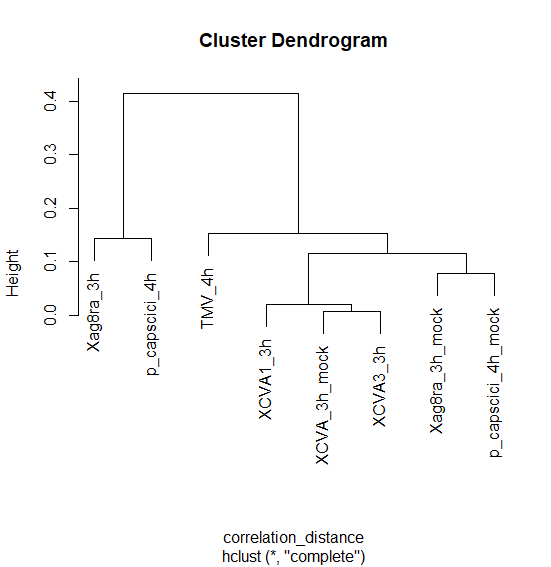 Cluster Dendrogram
Height
0.4
0.3
0.2
0.1
0.0
Xag8ra_3h
p_capscici_4h
TMV_4h
XCVA1_3h
XCVA_3h_mock
XCVA3_3h
Xag8ra_3h_mock
p_capscici_4h_mock
correlation_distance
hclust (*, "complete")